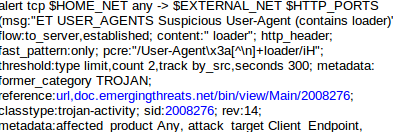 alert tcp $HOME_NET any -> $EXTERNAL_NET $HTTP_PORTS
(msg:"ET USER_AGENTS Suspicious User-Agent (contains loader)"
flow:to_server,established; content:" loader"; http_header;
fast_pattern:only; pcre:"/User-Agent\x3a[^\n]+loader/iH";
threshold:type limit,count 2,track by_src,seconds 300; metadata:
former_category TROJAN;
reference:url,doc.emergingthreats.net/bin/view/Main/2008276;
classtype:trojan-activity; sid:2008276; rev:14;
metadata:affected_product Any, attack_target Client_Endpoint,